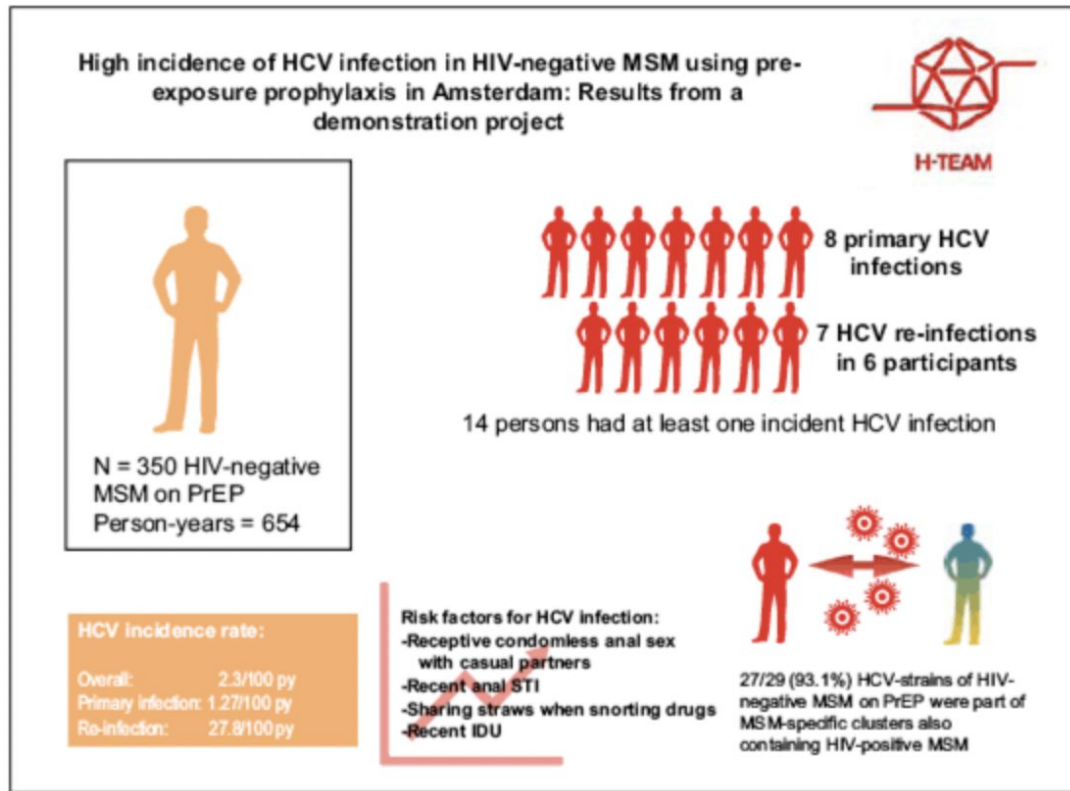 High incidence of HCV infection in HIV-negative MSM using pre-
exposure prophylaxis in Amsterdam: Results from a
demonstration project
H-TEAM
8 primary HCV
infections
7 HCV re-infections
in 6 participants
14 persons had at least one incident HCV infection
N = 350 HIV-negative
MSM on PrEP
Person-years = 654
HCV incidence rate:
Overall: 2.3/100 py
Primary infection: 1.27/100 py
Re-infection: 27.8/100 py
Risk factors for HCV infection:
-Receptive condomless anal sex
with casual partners
-Recent anal STI
-Sharing straws when snorting drugs
-Recent IDU
27/29 (93.1%) HCV-strains of HIV-
negative MSM on PrEP were part of
MSM-specific clusters also
containing HIV-positive MSM